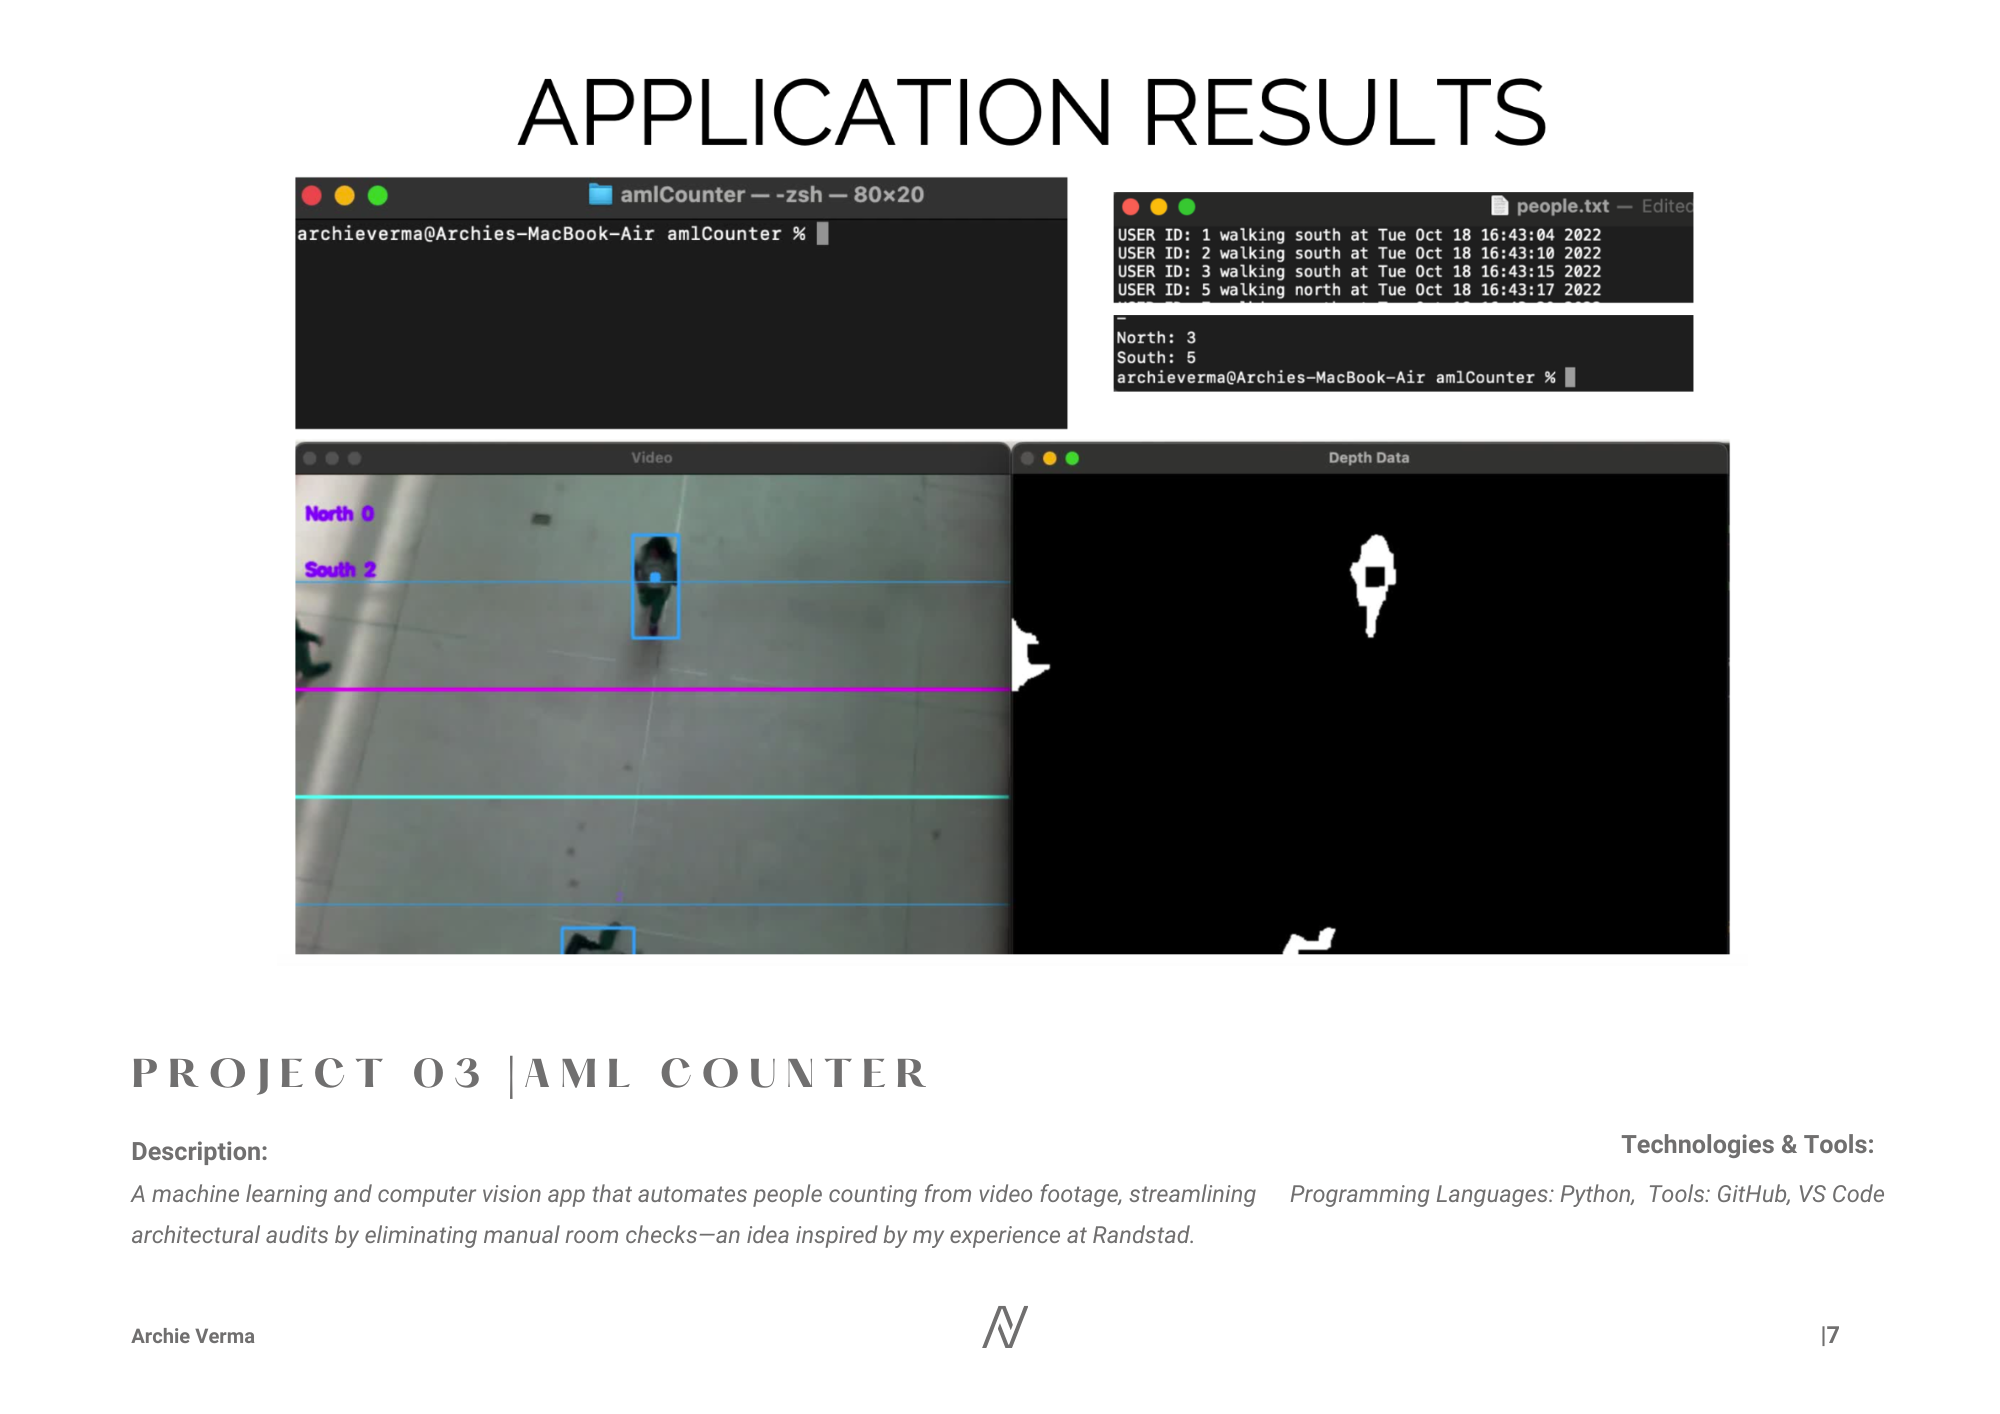 APPLICATION RESULTS
amlCounter — -zsh — 80×20
archieverma@Archies-MacBook-Air amlCounter %
people.txt — Edited
USER ID: 1 walking south at Tue Oct 18 16:43:04 2022
USER ID: 2 walking south at Tue Oct 18 16:43:10 2022
USER ID: 3 walking south at Tue Oct 18 16:43:15 2022
USER ID: 5 walking north at Tue Oct 18 16:43:17 2022
North: 3
South: 5
archieverma@Archies-MacBook-Air amlCounter %
Video
North 0
South 2
Depth Data
PROJECT 03 |AML COUNTER
Description:
A machine learning and computer vision app that automates people counting from video footage, streamlining
architectural audits by eliminating manual room checks—an idea inspired by my experience at Randstad.
Technologies & Tools:
Programming Languages: Python, Tools: GitHub, VS Code
Archie Verma
|7